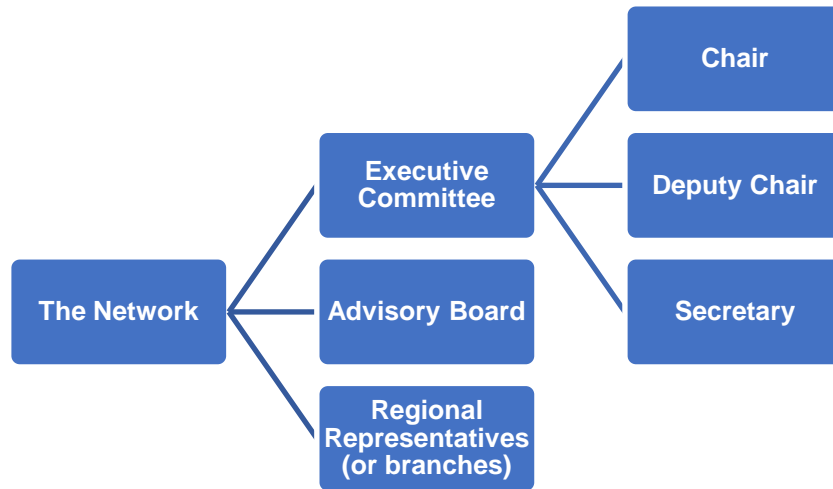 The Network
Executive
Committee
Advisory Board
Regional
Representatives
(or branches)
Chair
Deputy Chair
Secretary